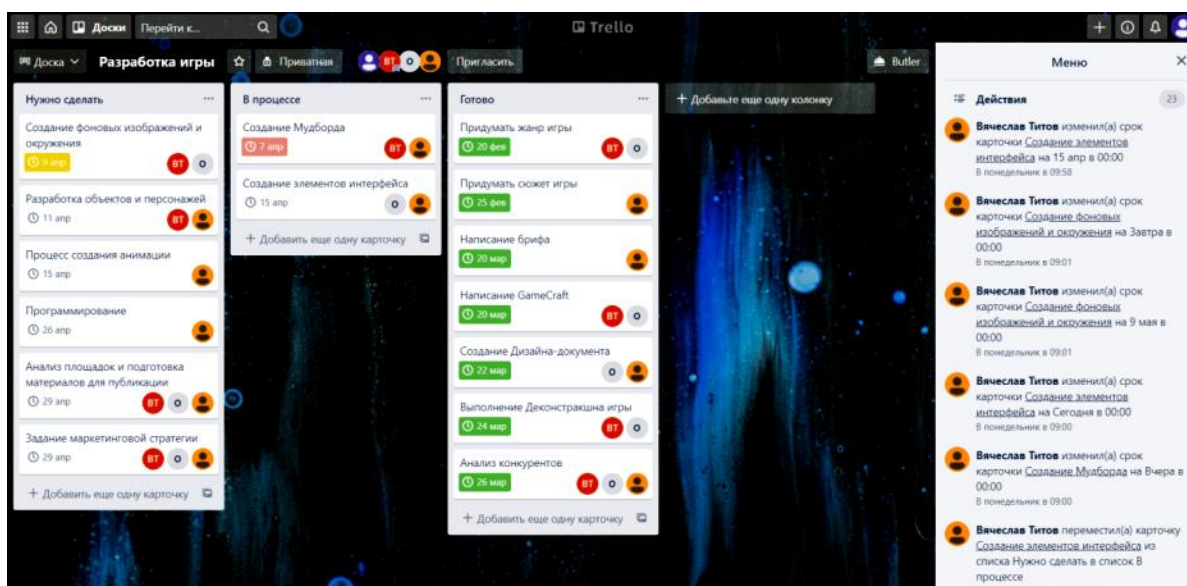 Доски
Перейти к...
Trello
Доска
Разработка игры
Приватная
ВТ
О
Пригласить
Butler
Нужно сделать
Создание фоновых изображений и
окружения
9 апр
ВТ О
Разработка объектов и персонажей
11 апр
ВТ
Процесс создания анимации
15 апр
Программирование
26 апр
Анализ площадок и подготовка
материалов для публикации
29 апр
ВТ О
Задание маркетинговой стратегии
29 апр
ВТ О
+ Добавить еще одну карточку
В процессе
Создание Мудборда
7 апр
ВТ
Создание элементов интерфейса
15 апр
О
+ Добавить еще одну карточку
Готово
Придумать жанр игры
20 фев
ВТ О
Придумать сюжет игры
25 фев
Написание брифа
20 мар
Написание GameCraft
20 мар
ВТ О
Создание Дизайна-документа
22 мар
О
Выполнение Деконстракшна игры
24 мар
ВТ О
Анализ конкурентов
26 мар
ВТ О
+ Добавить еще одну карточку
+ Добавьте еще одну колонку
Меню
Действия
23
Вячеслав Титов изменил(а) срок
карточки Создание элементов
интерфейса на 15 апр в 00:00
В понедельник в 09:58
Вячеслав Титов изменил(а) срок
карточки Создание фоновых
изображений и окружения на Завтра в
00:00
В понедельник в 09:01
Вячеслав Титов изменил(а) срок
карточки Создание фоновых
изображений и окружения на 9 мая в
00:00
В понедельник в 09:01
Вячеслав Титов изменил(а) срок
карточки Создание элементов
интерфейса на Сегодня в 00:00
В понедельник в 09:00
Вячеслав Титов изменил(а) срок
карточки Создание Мудборда на Вчера в
00:00
В понедельник в 09:00
Вячеслав Титов переместил(а) карточку
Создание элементов интерфейса из
списка Нужно сделать в список В
процессе